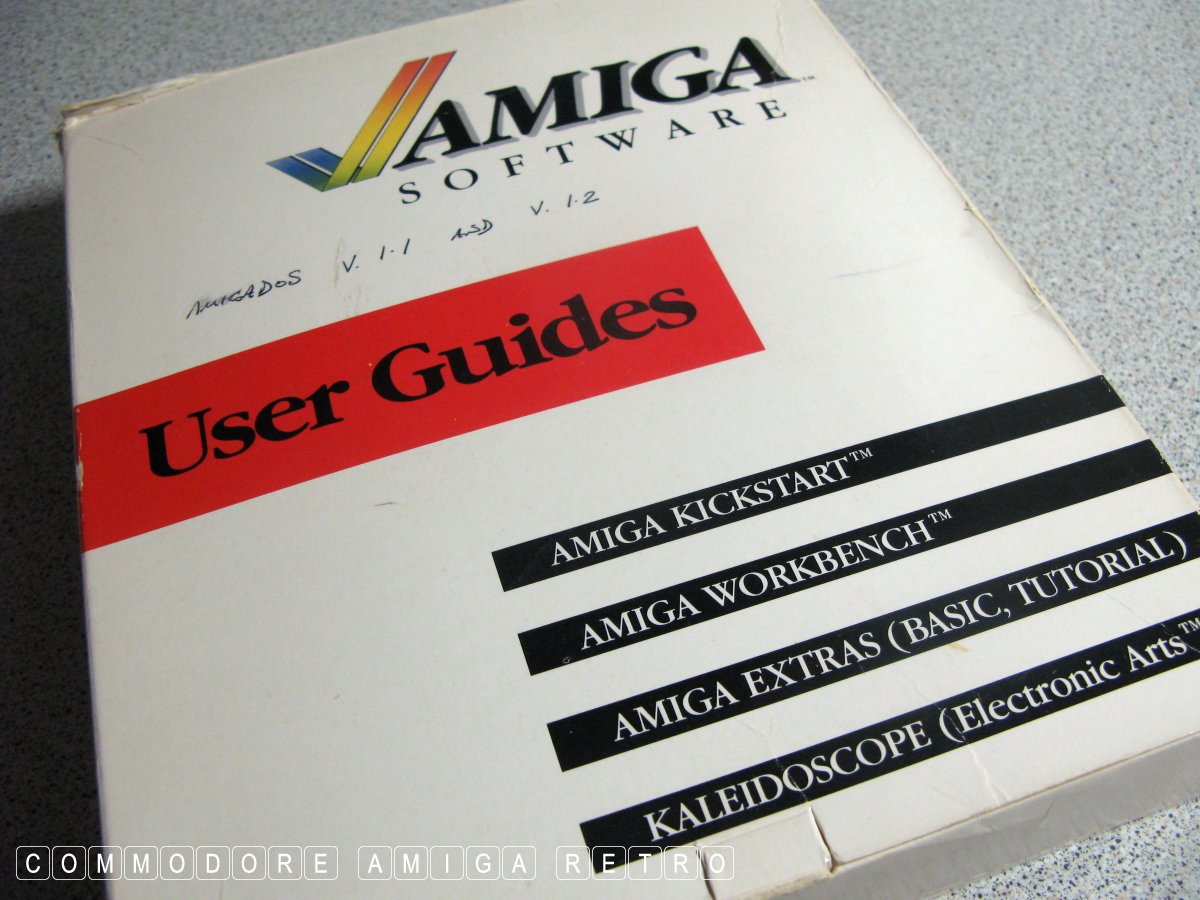 AMIGA™
SOFTWARE
AMIGADOS V. 1.1 AND V. 1.2
User Guides
AMIGA KICKSTART™
AMIGA WORKBENCH™
AMIGA EXTRAS (BASIC, TUTORIAL)
KALEIDOSCOPE (Electronic Arts™
COMMODORE AMIGA RETRO